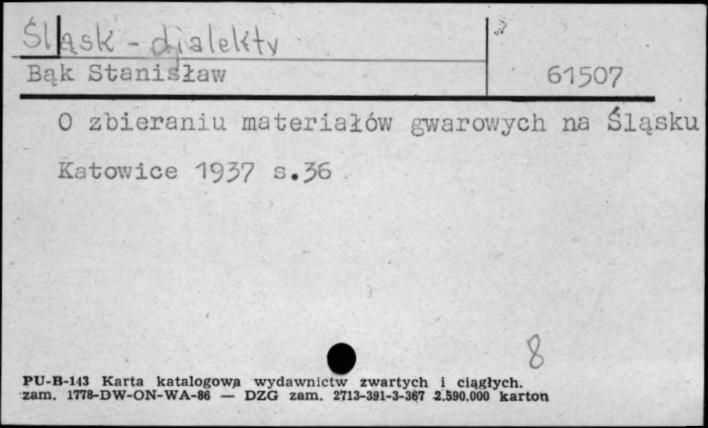 Śląsk - dialekty
Bąk Stanisław 61507
O zbieraniu materiałów gwarowych na Śląsku
Katowice 1937 s.36
8
PU-B-143 Karta katalogowa wydawnictw zwartych i ciągłych.
zam. 1778-DW-ON-WA-86 — DZG zam. 2713-391-3-367 2.590.000 karton